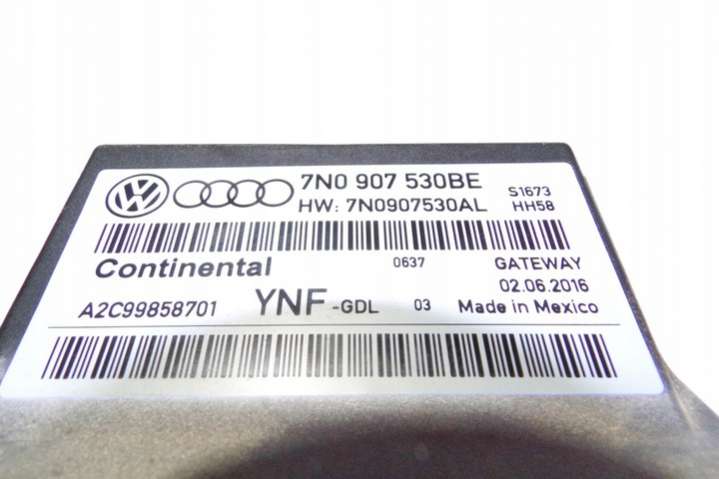 7N0 907 530BE S1673
HW: 7N0907530AL HH58
Continental 0637 GATEWAY
02.06.2016
A2C99858701 YNF -GDL 03 Made in Mexico